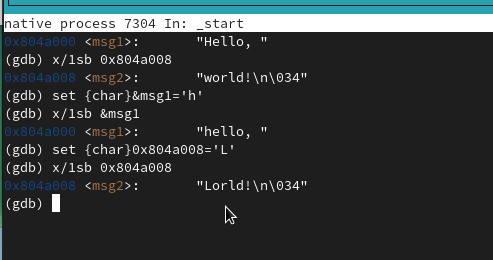 native process 7304 In: _start
0x804a000 <msg1>:       "Hello, "
(gdb) x/1sb 0x804a008
0x804a008 <msg2>:       "world!\n\034"
(gdb) set {char}&msg1='h'
(gdb) x/1sb &msg1
0x804a000 <msg1>:       "hello, "
(gdb) set {char}0x804a008='L'
(gdb) x/1sb 0x804a008
0x804a008 <msg2>:       "Lorld!\n\034"
(gdb)